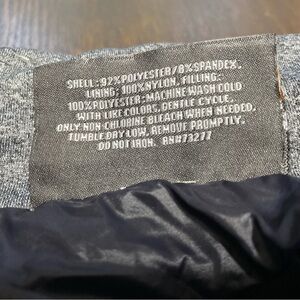 SHELL: 92%POLYESTER/8%SPANDEX.
LINING: 100%NYLON. FILLING:
100%POLYESTER: MACHINE WASH COLD
WITH LIKE COLORS, GENTLE CYCLE.
ONLY NON-CHLORINE BLEACH WHEN NEEDED.
TUMBLE DRY LOW, REMOVE PROMPTLY.
DO NOT IRON. RN#73277